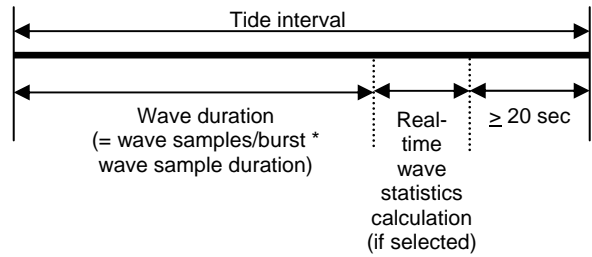 Tide interval
Wave duration
(= wave samples/burst *
wave sample duration)
Real-
time
wave
statistics
calculation
(if selected)
≥ 20 sec